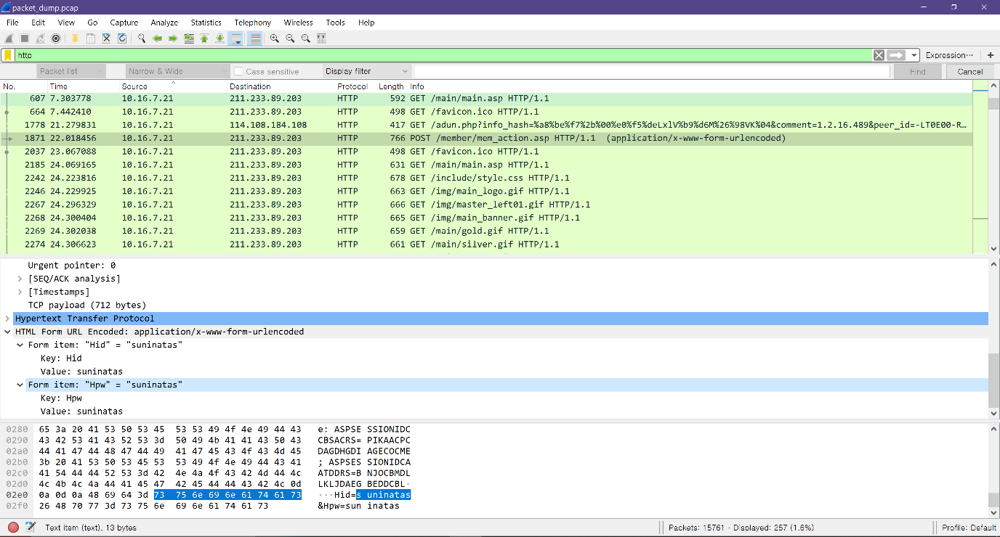 packet_dump.pcap
File Edit View Go Capture Analyze Statistics Telephony Wireless Tools Help
http Expression… +
Packet list Narrow & Wide Case sensitive Display filter Find Cancel
No. Time Source Destination Protocol Length Info
607 7.303778 10.16.7.21 211.233.89.203 HTTP 592 GET /main/main.asp HTTP/1.1
664 7.442410 10.16.7.21 211.233.89.203 HTTP 498 GET /favicon.ico HTTP/1.1
1778 21.279831 10.16.7.21 114.108.184.108 HTTP 417 GET /adun.php?info_hash=%a8%be%f7%2b%00%e0%f5%deLxlV%b9%d6M%26%98VK%04&comment=1.2.16.489&peer_id=-LT0E00-R…
1871 22.018456 10.16.7.21 211.233.89.203 HTTP 766 POST /member/mem_action.asp HTTP/1.1 (application/x-www-form-urlencoded)
2037 23.067088 10.16.7.21 211.233.89.203 HTTP 498 GET /favicon.ico HTTP/1.1
2185 24.069165 10.16.7.21 211.233.89.203 HTTP 631 GET /main/main.asp HTTP/1.1
2242 24.223816 10.16.7.21 211.233.89.203 HTTP 678 GET /include/style.css HTTP/1.1
2246 24.229925 10.16.7.21 211.233.89.203 HTTP 663 GET /img/main_logo.gif HTTP/1.1
2267 24.296329 10.16.7.21 211.233.89.203 HTTP 666 GET /img/master_left01.gif HTTP/1.1
2268 24.300404 10.16.7.21 211.233.89.203 HTTP 665 GET /img/main_banner.gif HTTP/1.1
2269 24.302038 10.16.7.21 211.233.89.203 HTTP 659 GET /main/gold.gif HTTP/1.1
2274 24.306623 10.16.7.21 211.233.89.203 HTTP 661 GET /main/silver.gif HTTP/1.1
Urgent pointer: 0
[SEQ/ACK analysis]
[Timestamps]
TCP payload (712 bytes)
Hypertext Transfer Protocol
HTML Form URL Encoded: application/x-www-form-urlencoded
Form item: "Hid" = "suninatas"
Key: Hid
Value: suninatas
Form item: "Hpw" = "suninatas"
Key: Hpw
Value: suninatas
0280 65 3a 20 41 53 50 53 45 53 53 49 4f 4e 49 44 43 e: ASPSE SSIONIDC
0290 43 42 53 41 43 52 53 3d 50 49 4b 41 41 43 50 43 CBSACRS= PIKAACPC
02a0 44 41 47 44 48 47 44 49 41 47 45 43 4f 43 4d 45 DAGDHGDI AGECOCME
02b0 3b 20 41 53 50 53 45 53 53 49 4f 4e 49 44 43 41 ; ASPSES SIONIDCA
02c0 41 54 44 44 52 53 3d 42 4e 4a 4f 43 42 4d 44 4c ATDDRS=B NJOCBMDL
02d0 4c 4b 4c 4a 44 41 45 47 42 45 44 44 43 42 4c 0d LKLJDAEG BEDDCBL·
02e0 0a 0d 0a 48 69 64 3d 73 75 6e 69 6e 61 74 61 73 ···Hid=s uninatas
02f0 26 48 70 77 3d 73 75 6e 69 6e 61 74 61 73 &Hpw=sun inatas
Text item (text), 13 bytes Packets: 15761 · Displayed: 257 (1.6%) Profile: Default